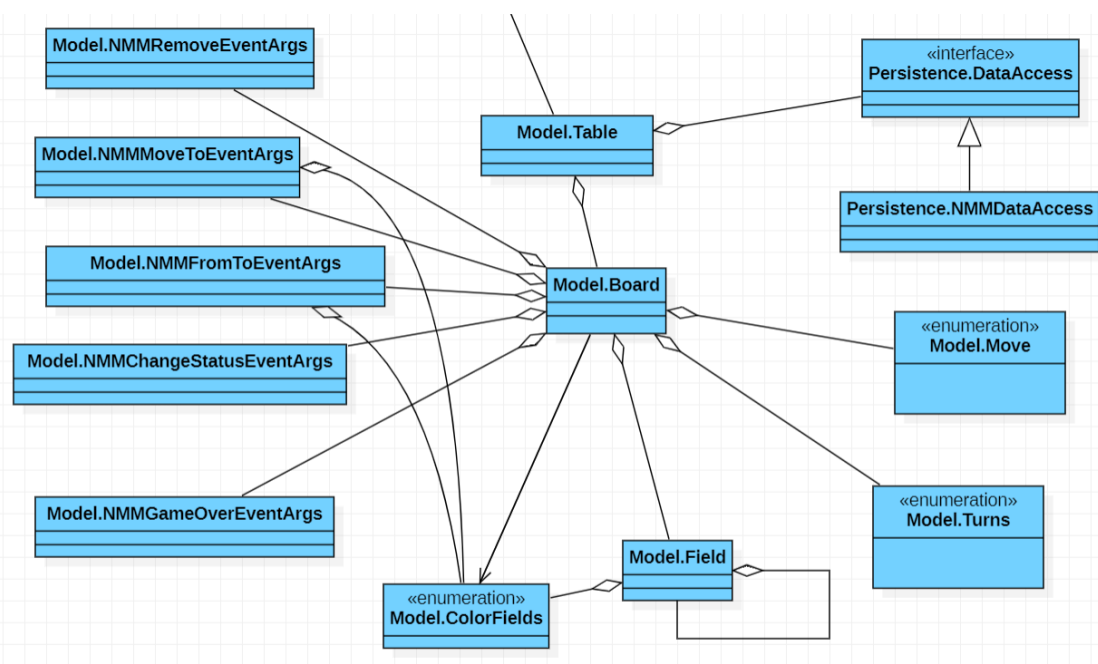 Model.NMMRemoveEventArgs
«interface»
Persistence.DataAccess
Model.Table
Model.NMMMoveToEventArgs
Persistence.NMMDataAccess
Model.NMMFromToEventArgs
Model.Board
«enumeration»
Model.Move
Model.NMMChangeStatusEventArgs
Model.NMMGameOverEventArgs
«enumeration»
Model.Turns
Model.Field
«enumeration»
Model.ColorFields